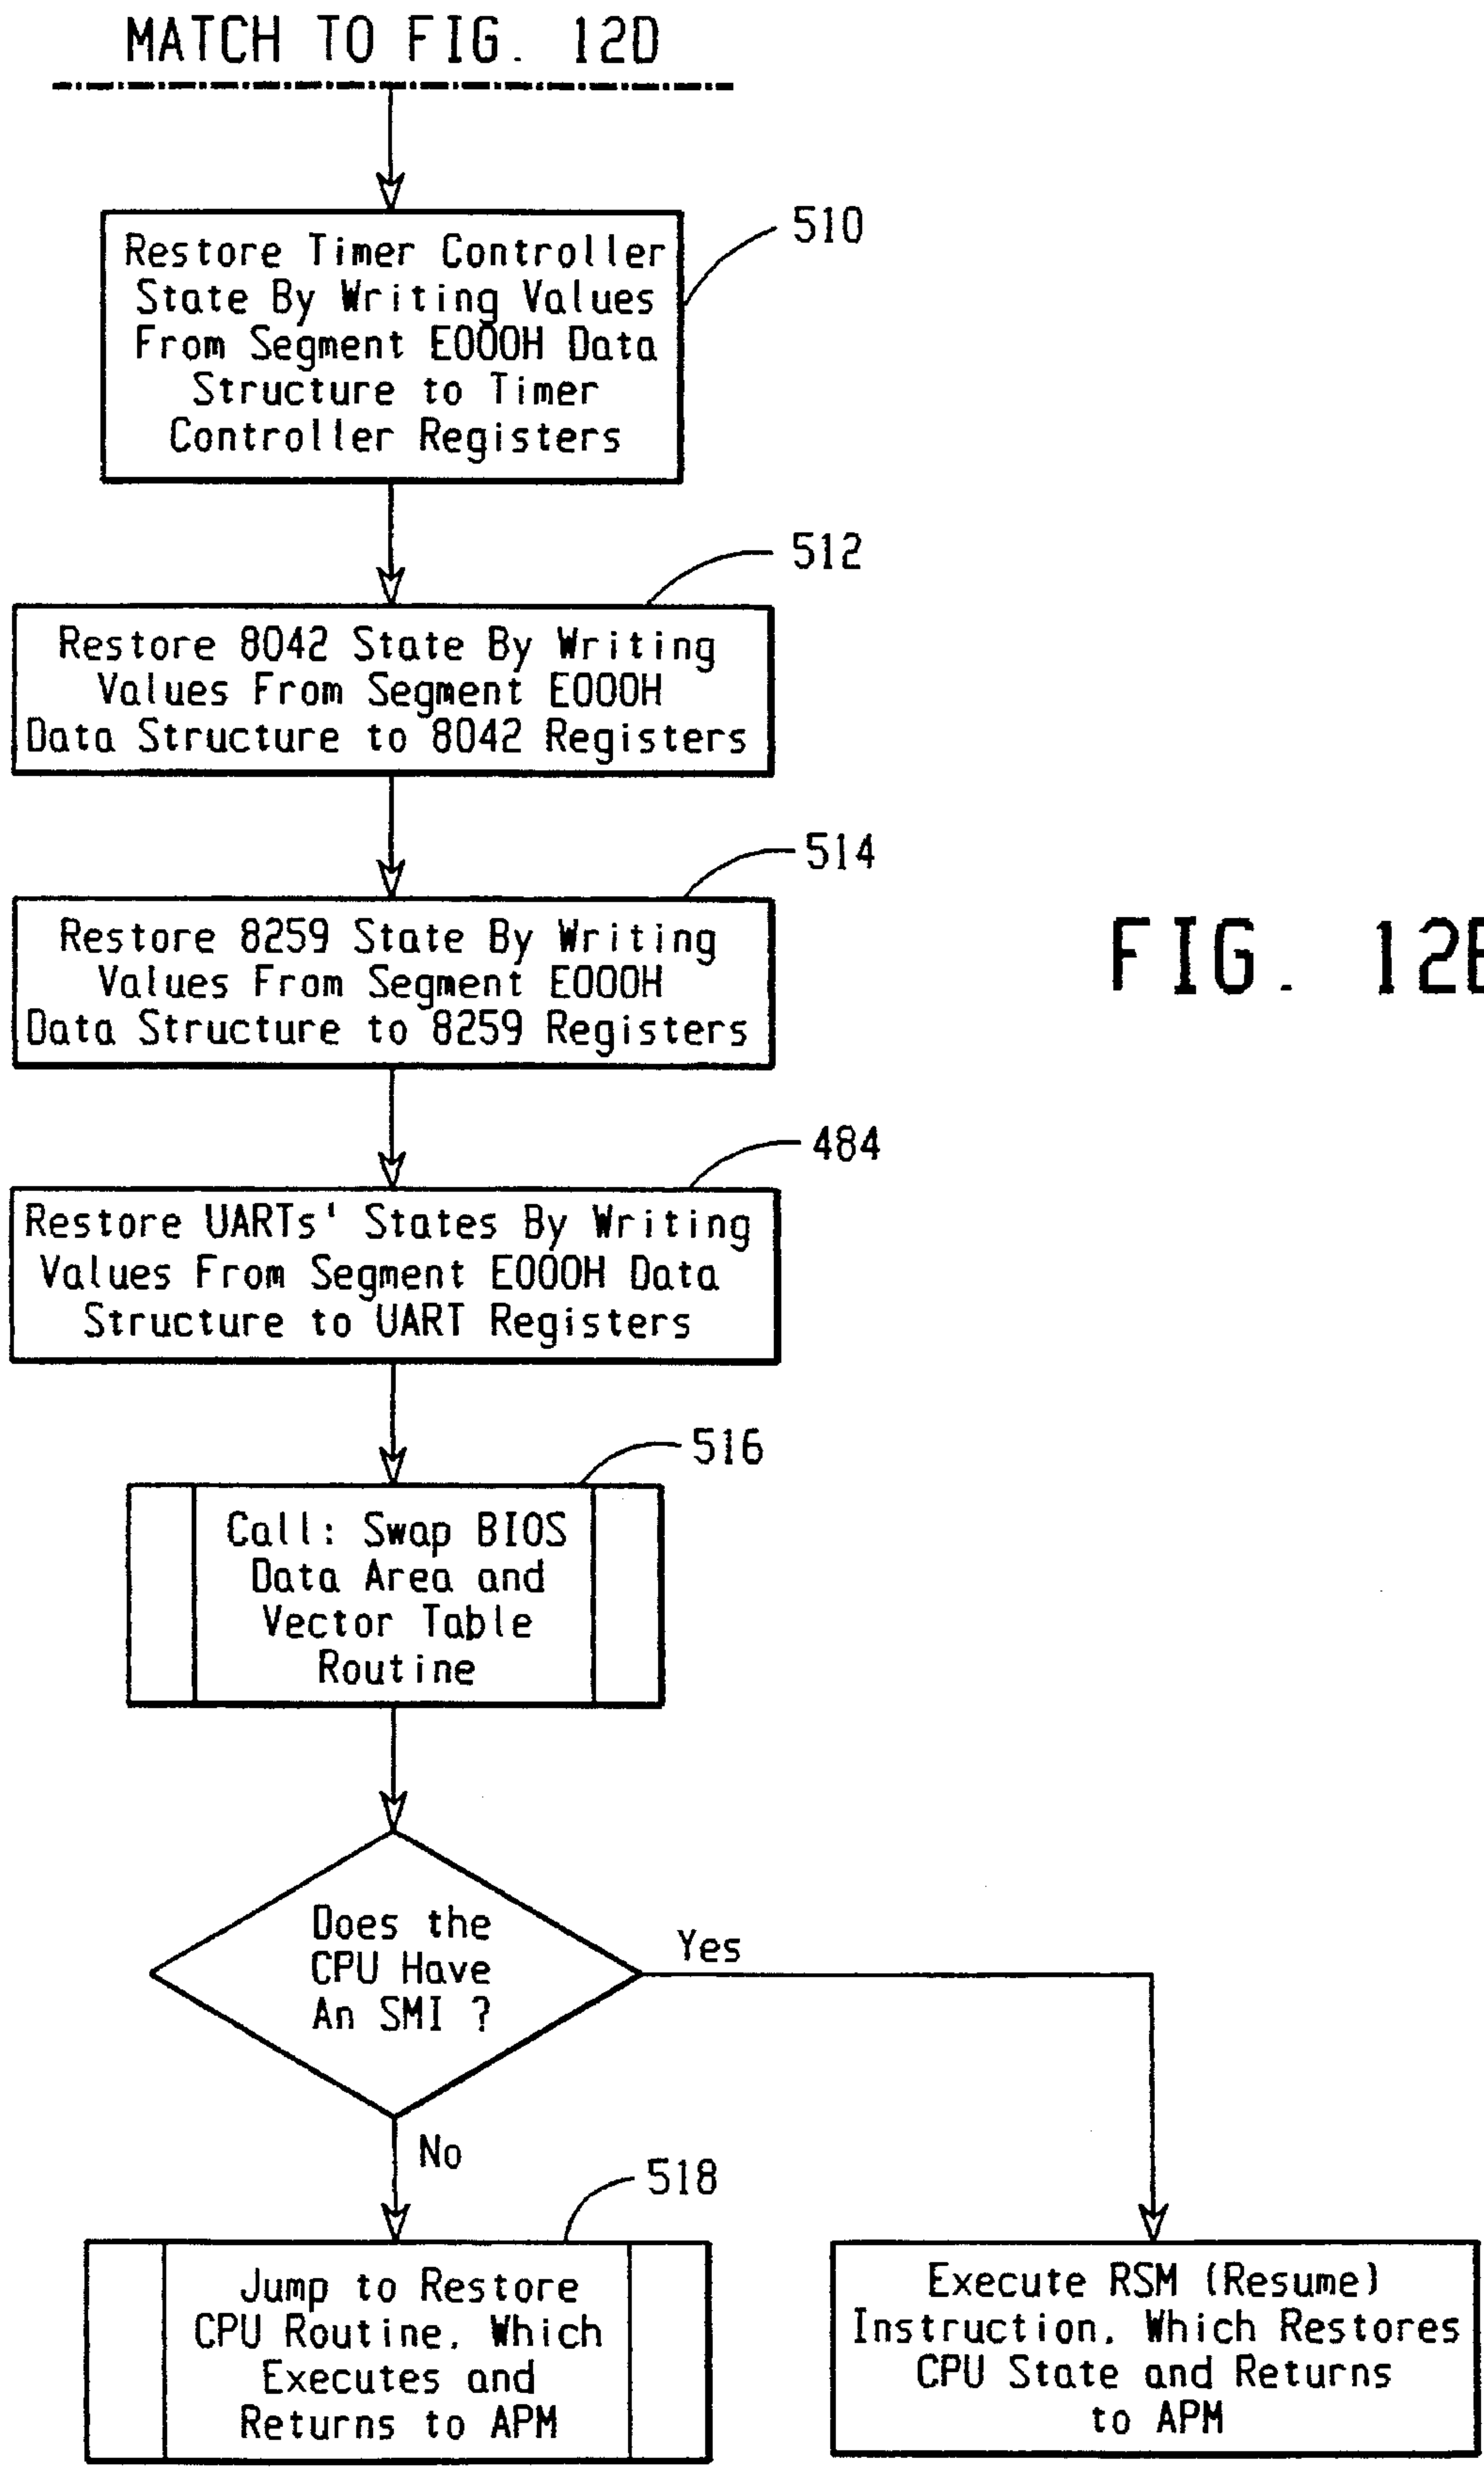 MATCH TO FIG. 12D
510
Restore Timer Controller
State By Writing Values
From Segment E000H Data
Structure to Timer
Controller Registers
512
Restore 8042 State By Writing
Values From Segment E000H
Data Structure to 8042 Registers
514
Restore 8259 State By Writing
Values From Segment E000H
Data Structure to 8259 Registers
FIG. 12E
484
Restore UARTs' States By Writing
Values From Segment E000H Data
Structure to UART Registers
516
Call: Swap BIOS
Data Area and
Vector Table
Routine
Does the
CPU Have
An SMI ?
Yes
No
518
Jump to Restore
CPU Routine, Which
Executes and
Returns to APM
Execute RSM (Resume)
Instruction, Which Restores
CPU State and Returns
to APM